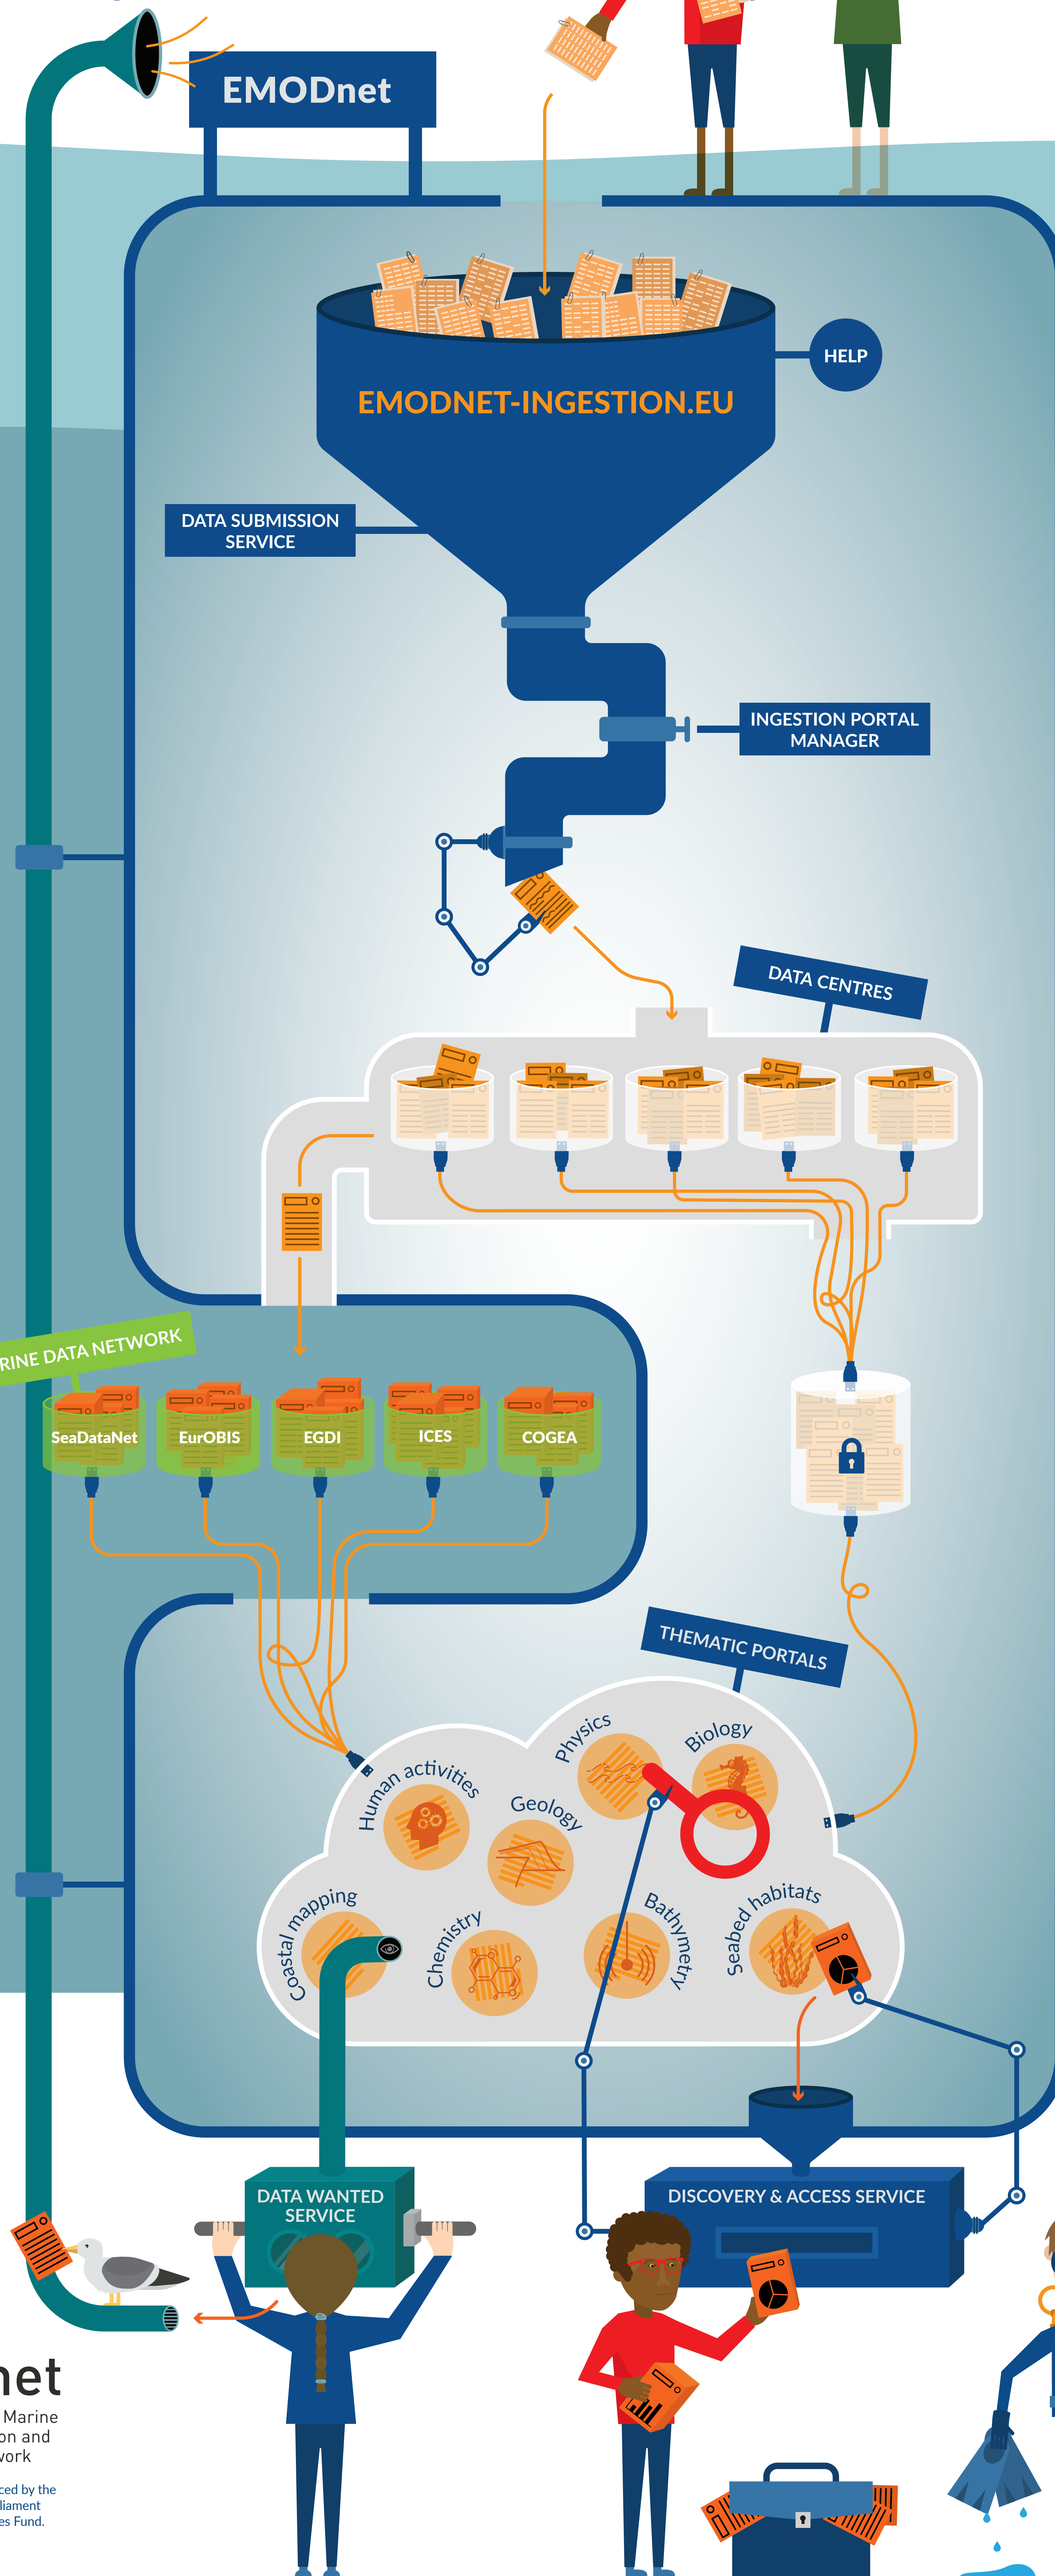 EMODnet
HELP
EMODNET-INGESTION.EU
DATA SUBMISSION
SERVICE
INGESTION PORTAL
MANAGER
DATA CENTRES
RINE DATA NETWORK
SeaDataNet
EurOBIS
EGDI
ICES
COGEA
THEMATIC PORTALS
Physics
Biology
Human activities
Geology
Coastal mapping
Chemistry
Bathymetry
Seabed habitats
DATA WANTED
SERVICE
DISCOVERY & ACCESS SERVICE
net
Marine
on and
work
ced by the
liament
es Fund.